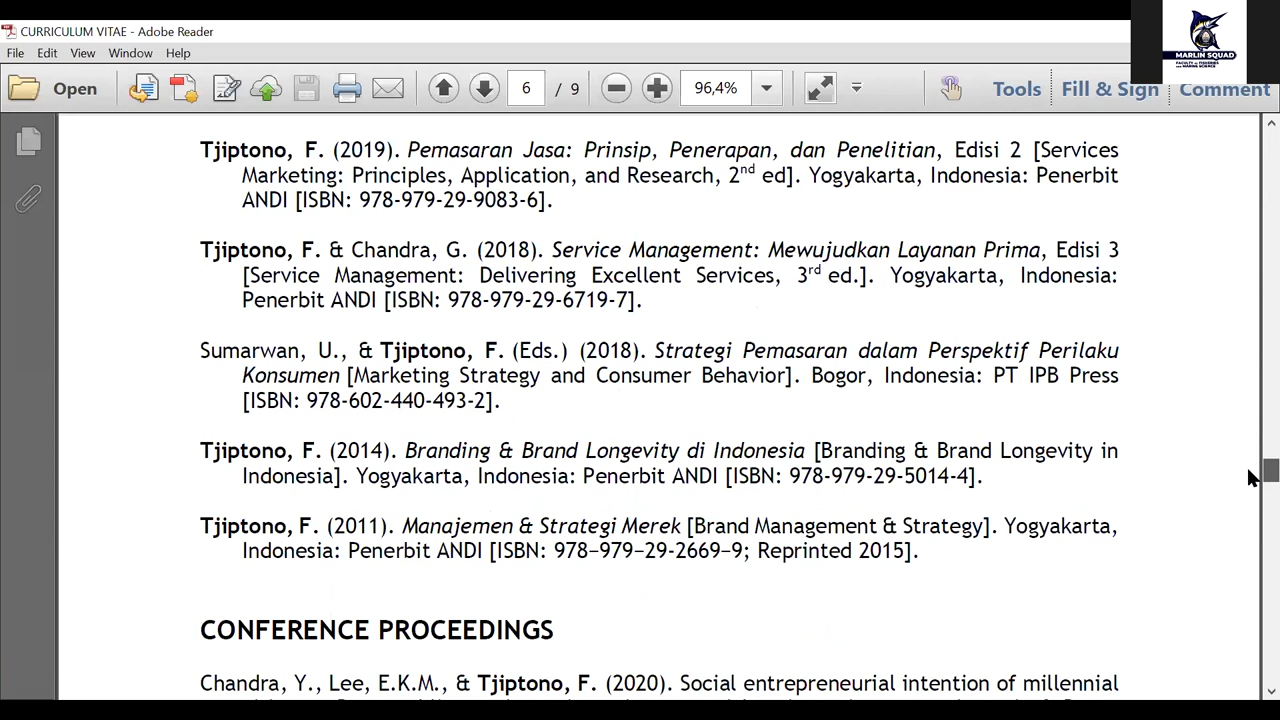 CURRICULUM VITAE - Adobe Reader
File Edit View Window Help
Open 6 / 9 96,4% Tools Fill & Sign Comment
MARLIN SQUAD
FACULTY OF FISHERIES
AND MARINE SCIENCE
Tjiptono, F. (2019). Pemasaran Jasa: Prinsip, Penerapan, dan Penelitian, Edisi 2 [Services
Marketing: Principles, Application, and Research, 2nd ed]. Yogyakarta, Indonesia: Penerbit
ANDI [ISBN: 978-979-29-9083-6].
Tjiptono, F. & Chandra, G. (2018). Service Management: Mewujudkan Layanan Prima, Edisi 3
[Service Management: Delivering Excellent Services, 3rd ed.]. Yogyakarta, Indonesia:
Penerbit ANDI [ISBN: 978-979-29-6719-7].
Sumarwan, U., & Tjiptono, F. (Eds.) (2018). Strategi Pemasaran dalam Perspektif Perilaku
Konsumen [Marketing Strategy and Consumer Behavior]. Bogor, Indonesia: PT IPB Press
[ISBN: 978-602-440-493-2].
Tjiptono, F. (2014). Branding & Brand Longevity di Indonesia [Branding & Brand Longevity in
Indonesia]. Yogyakarta, Indonesia: Penerbit ANDI [ISBN: 978-979-29-5014-4].
Tjiptono, F. (2011). Manajemen & Strategi Merek [Brand Management & Strategy]. Yogyakarta,
Indonesia: Penerbit ANDI [ISBN: 978–979–29-2669–9; Reprinted 2015].
CONFERENCE PROCEEDINGS
Chandra, Y., Lee, E.K.M., & Tjiptono, F. (2020). Social entrepreneurial intention of millennial